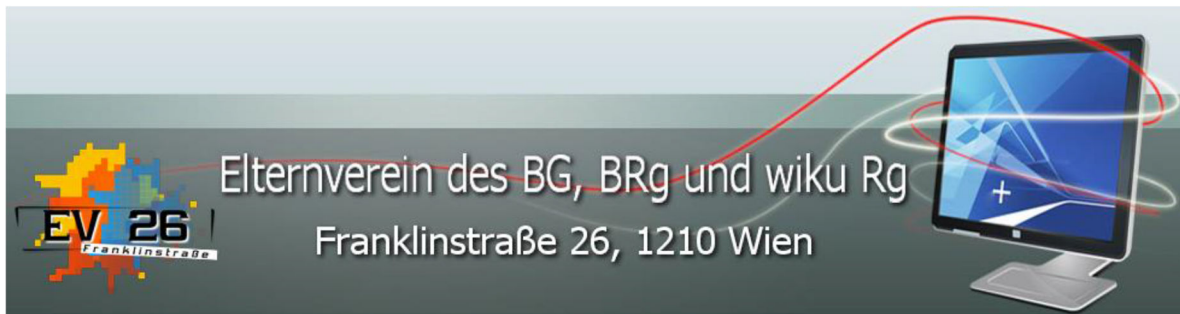 Elternverein des BG, BRg und wiku Rg
Franklinstraße 26, 1210 Wien
EV 26
Franklinstraße